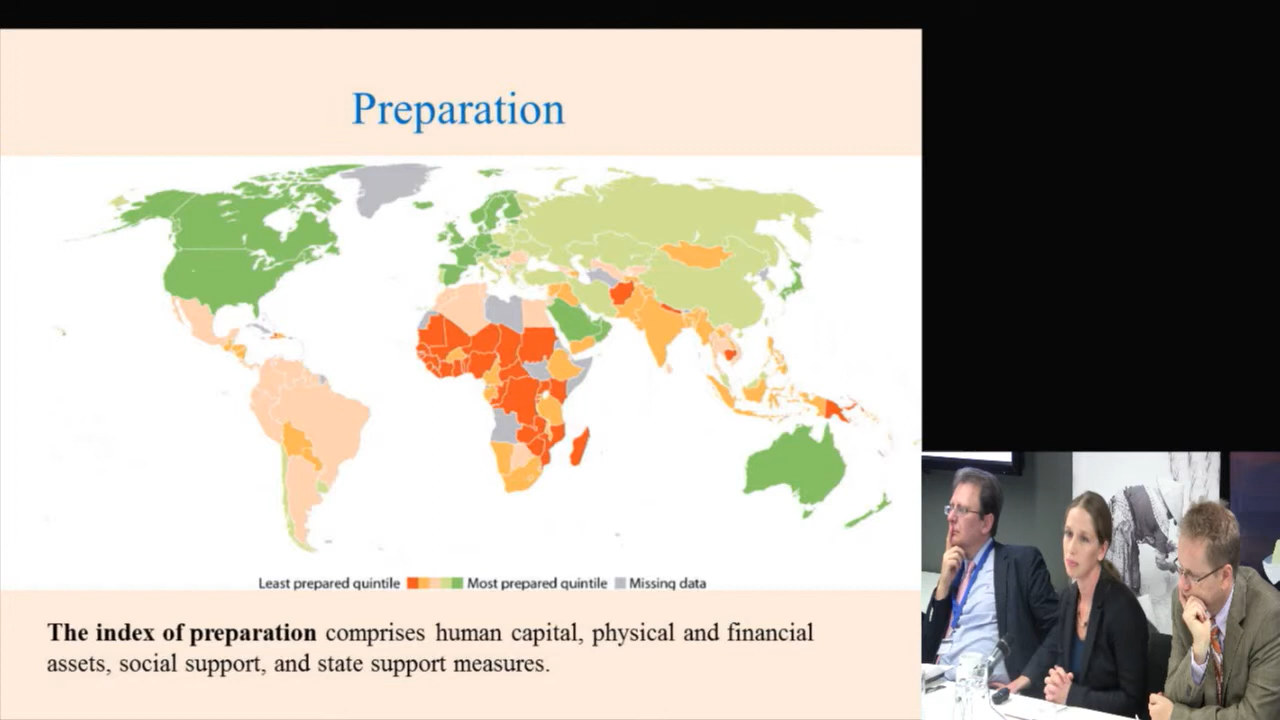 Preparation
Least prepared quintile
Most prepared quintile
Missing data
The index of preparation comprises human capital, physical and financial
assets, social support, and state support measures.